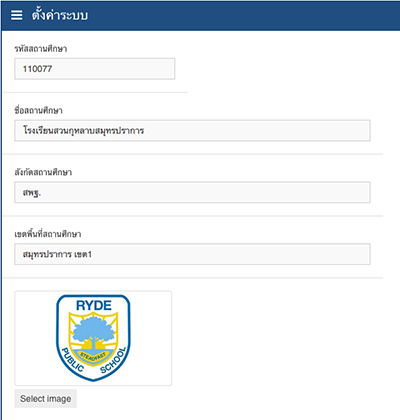 ตั้งค่าระบบ
รหัสสถานศึกษา
110077
ชื่อสถานศึกษา
โรงเรียนสวนกุหลาบสมุทรปราการ
สังกัดสถานศึกษา
สพฐ.
เขตพื้นที่สถานศึกษา
สมุทรปราการ เขต1
RYDE
STEADFAST
PUBLIC SCHOOL
Select image